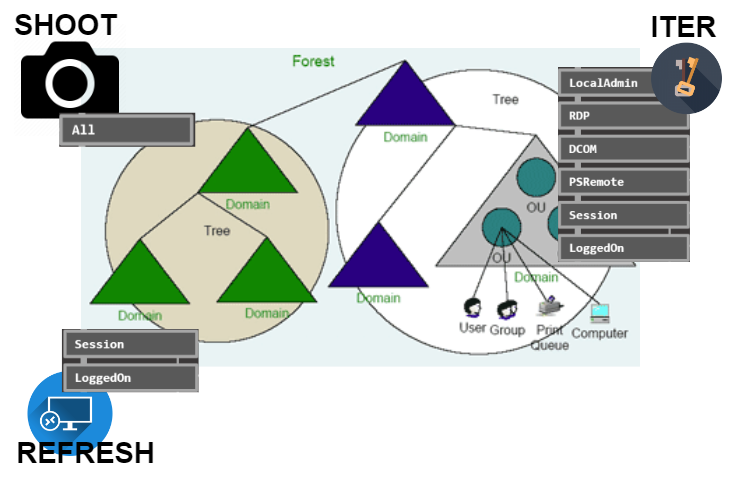 SHOOT
ITER
Forest
LocalAdmin
Tree
RDP
All
Domain
DCOM
PSRemote
Domain
OU
Session
Tree
LoggedOn
OU
Domain
Domain
Domain
Domain
User
Group
Print
Queue
Computer
Session
LoggedOn
REFRESH